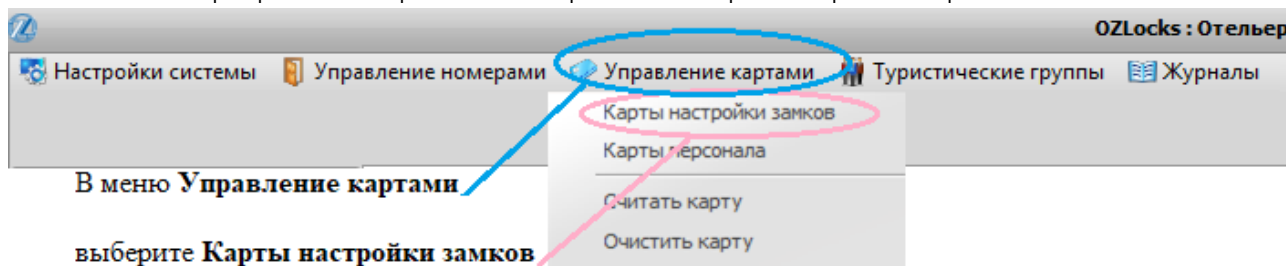 OZLocks : Отельер
Настройки системы Управление номерами Управление картами Туристические группы Журналы
Карты настройки замков
Карты персонала
В меню Управление картами
Считать карту
Очистить карту
выберите Карты настройки замков